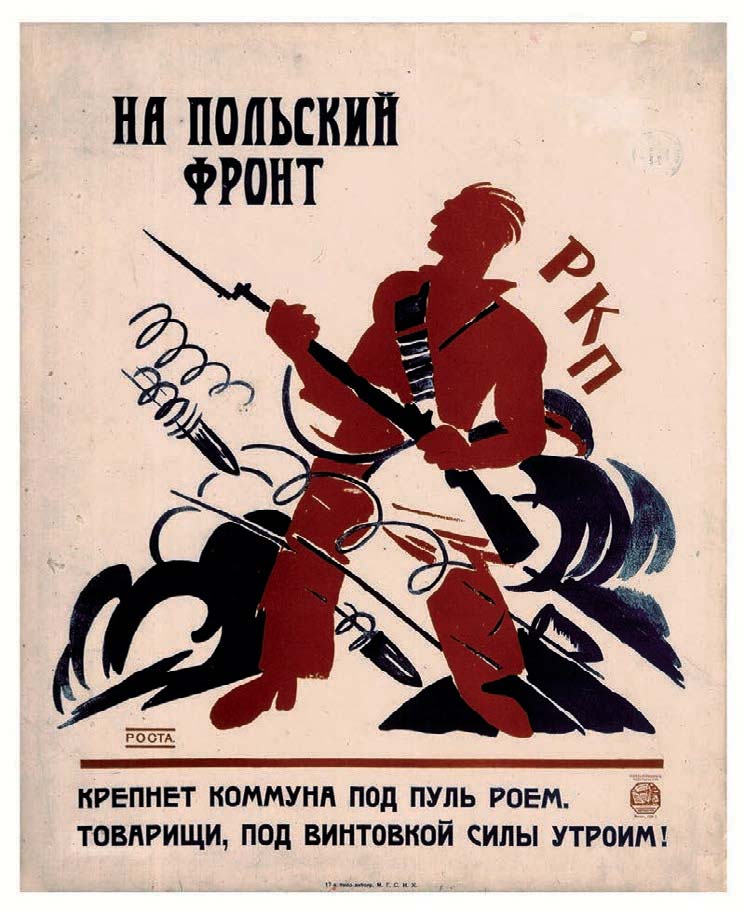 НА ПОЛЬСКИЙ
ФРОНТ
РКП
РОСТА
КРЕПНЕТ КОММУНА ПОД ПУЛЬ РОЕМ.
ТОВАРИЩИ, ПОД ВИНТОВКОЙ СИЛЫ УТРОИМ!
М. Г. С. Н. Х.